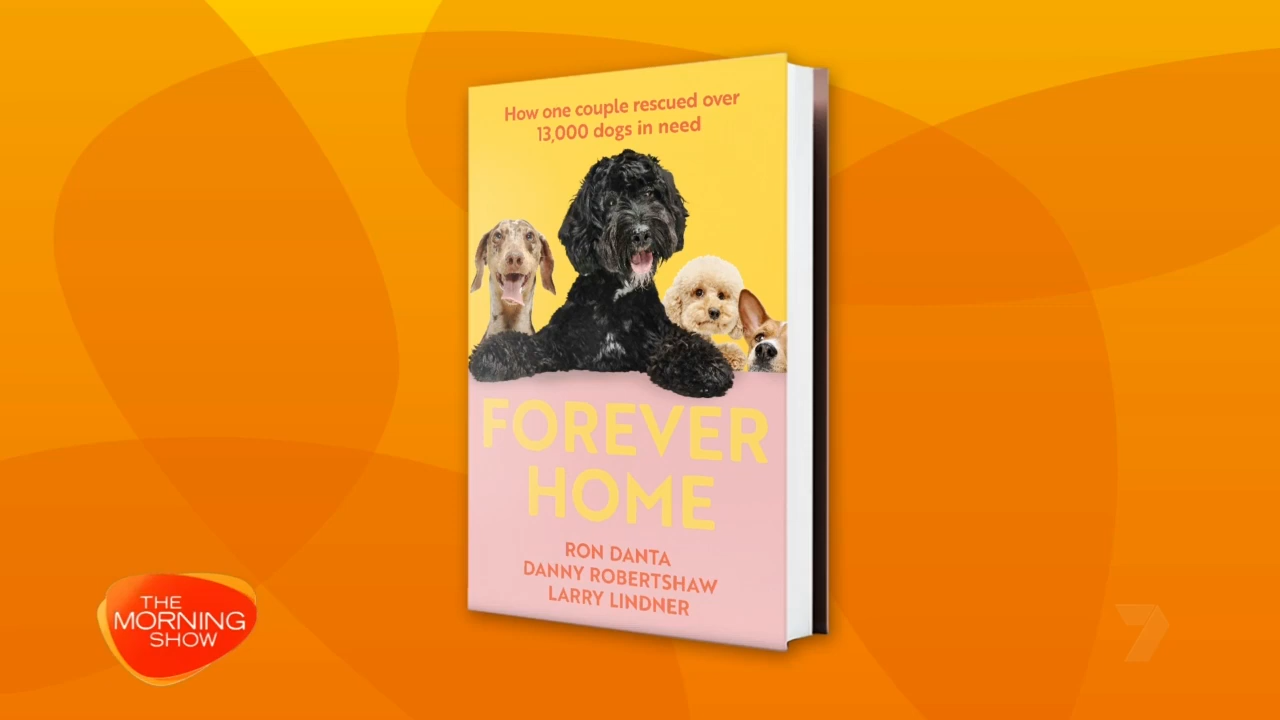 How one couple rescued over
13,000 dogs in need
FOREVER
HOME
RON DANTA
DANNY ROBERTSHAW
LARRY LINDNER
THE
MORNING
SHOW
7